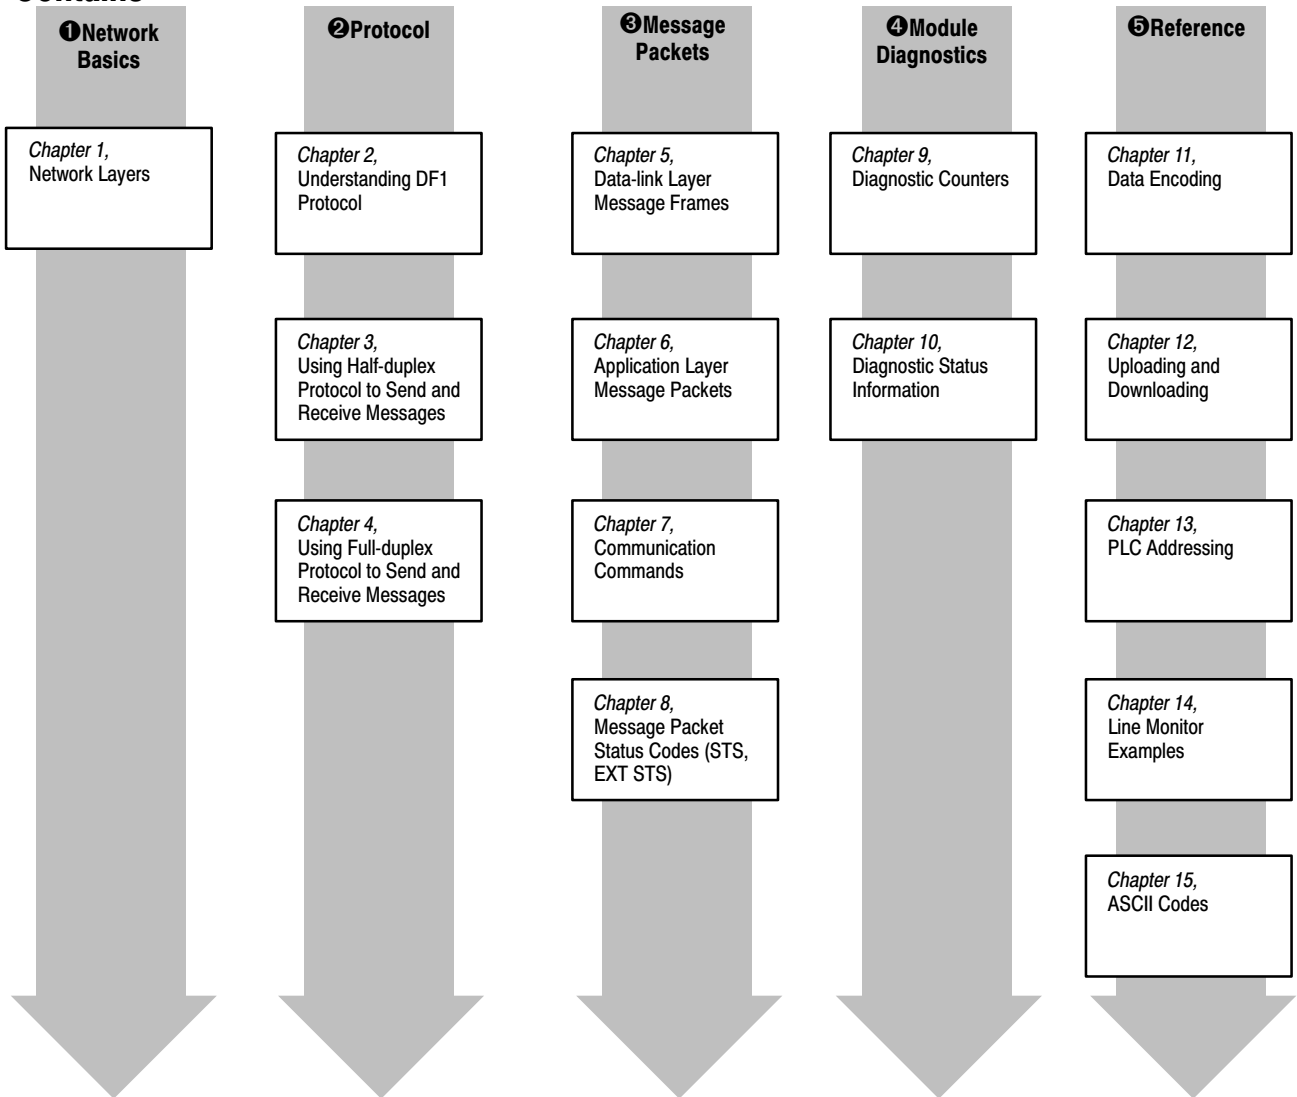 Contains
❶Network
Basics
❷Protocol
❸Message
Packets
❹Module
Diagnostics
❺Reference
Chapter 1,
Network Layers
Chapter 2,
Understanding DF1
Protocol
Chapter 3,
Using Half-duplex
Protocol to Send and
Receive Messages
Chapter 4,
Using Full-duplex
Protocol to Send and
Receive Messages
Chapter 5,
Data-link Layer
Message Frames
Chapter 6,
Application Layer
Message Packets
Chapter 7,
Communication
Commands
Chapter 8,
Message Packet
Status Codes (STS,
EXT STS)
Chapter 9,
Diagnostic Counters
Chapter 10,
Diagnostic Status
Information
Chapter 11,
Data Encoding
Chapter 12,
Uploading and
Downloading
Chapter 13,
PLC Addressing
Chapter 14,
Line Monitor
Examples
Chapter 15,
ASCII Codes